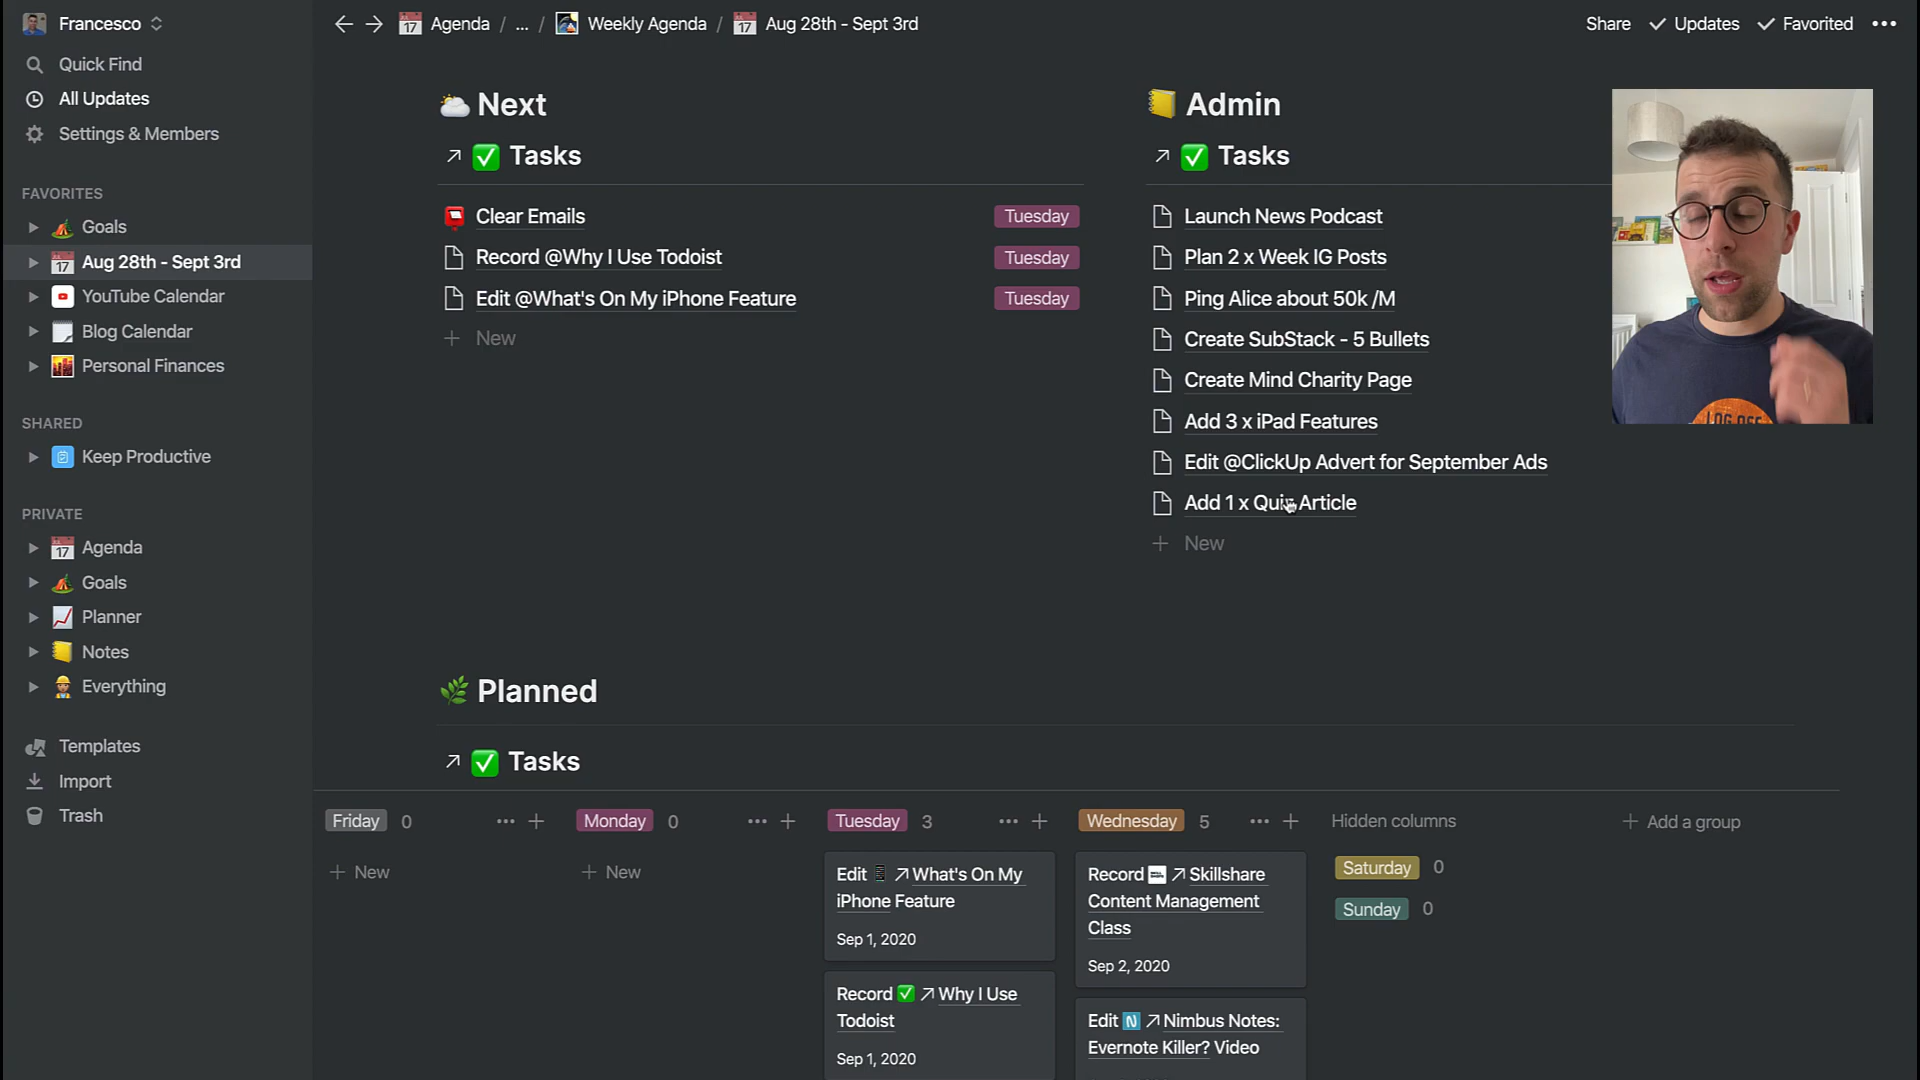 Francesco
Agenda / ... / Weekly Agenda / Aug 28th - Sept 3rd
Share Updates Favorited
Quick Find
All Updates
Settings & Members
FAVORITES
Goals
Aug 28th - Sept 3rd
YouTube Calendar
Blog Calendar
Personal Finances
SHARED
Keep Productive
PRIVATE
Agenda
Goals
Planner
Notes
Everything
Templates
Import
Trash
Next
Tasks
Clear Emails Tuesday
Record @Why I Use Todoist Tuesday
Edit @What's On My iPhone Feature Tuesday
New
Admin
Tasks
Launch News Podcast
Plan 2 x Week IG Posts
Ping Alice about 50k /M
Create SubStack - 5 Bullets
Create Mind Charity Page
Add 3 x iPad Features
Edit @ClickUp Advert for September Ads
Add 1 x Article
New
Planned
Tasks
Friday 0
New
Monday 0
New
Tuesday 3
Edit What's On My
iPhone Feature
Sep 1, 2020
Record Why I Use
Todoist
Sep 1, 2020
Wednesday 5
Record Skillshare
Content Management
Class
Sep 2, 2020
Edit Nimbus Notes:
Evernote Killer? Video
Hidden columns
Saturday 0
Sunday 0
Add a group